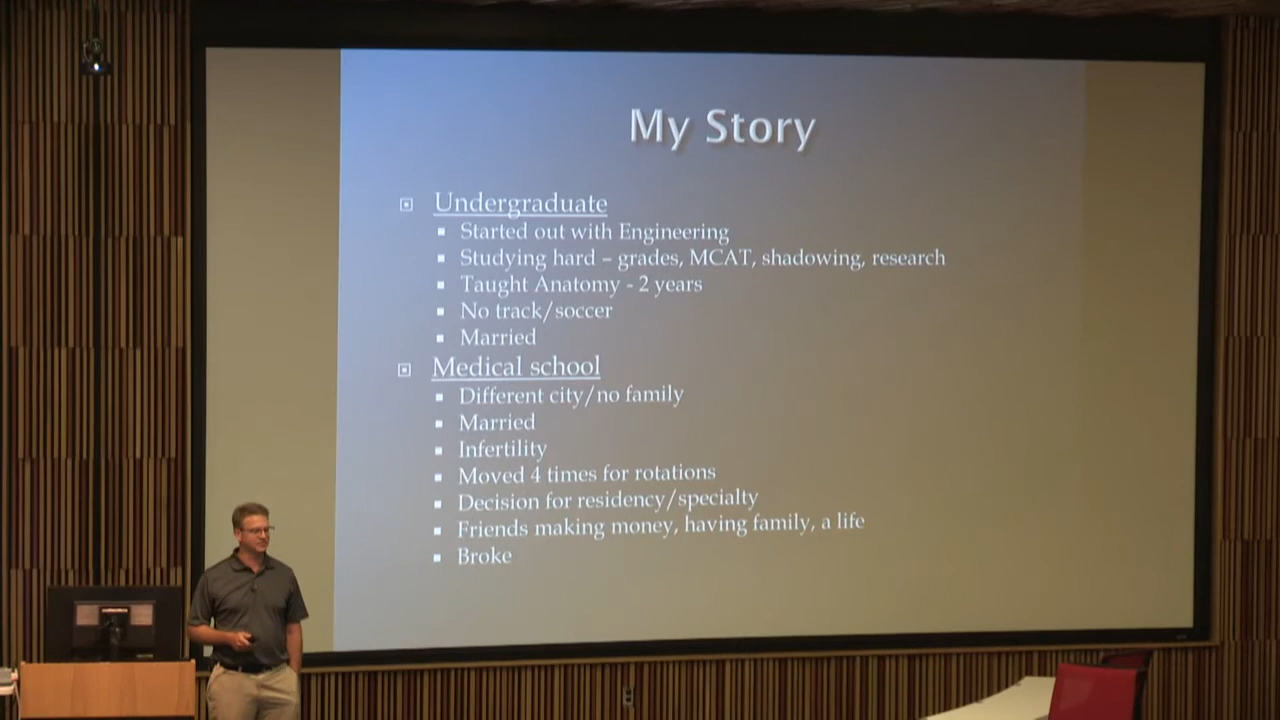 My Story
Undergraduate
Started out with Engineering
Studying hard – grades, MCAT, shadowing, research
Taught Anatomy - 2 years
No track/soccer
Married
Medical school
Different city/no family
Married
Infertility
Moved 4 times for rotations
Decision for residency/specialty
Friends making money, having family, a life
Broke